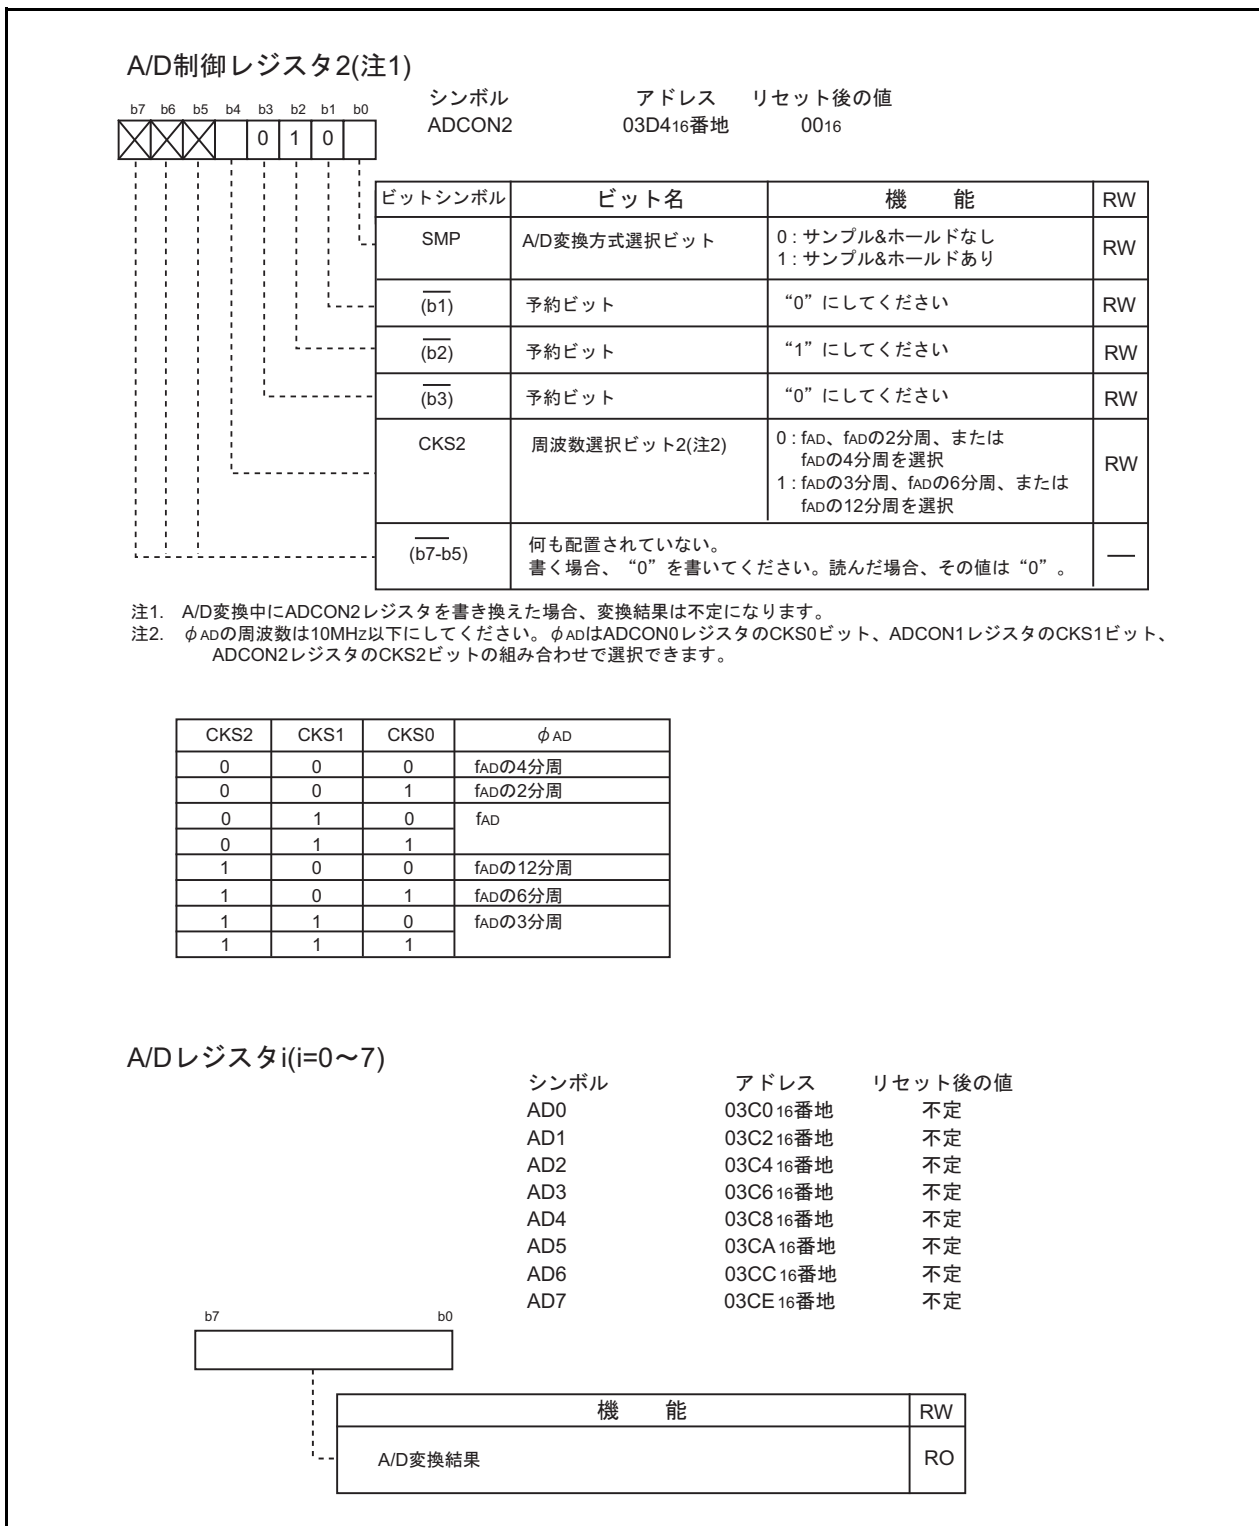 A/D制御レジスタ2(注1)
シンボル アドレス リセット後の値
ADCON2 03D416番地 0016
b7 b6 b5 b4 b3 b2 b1 b0
0 1 0
ビットシンボル ビット名 機 能 RW
SMP A/D変換方式選択ビット 0 : サンプル&ホールドなし
1 : サンプル&ホールドあり RW
(b1) 予約ビット “0”にしてください RW
(b2) 予約ビット “1”にしてください RW
(b3) 予約ビット “0”にしてください RW
CKS2 周波数選択ビット2(注2) 0 : fAD、fADの2分周、または
fADの4分周を選択
1 : fADの3分周、fADの6分周、または
fADの12分周を選択 RW
(b7-b5) 何も配置されていない。
書く場合、“0”を書いてください。読んだ場合、その値は“0”。 —
注1. A/D変換中にADCON2レジスタを書き換えた場合、変換結果は不定になります。
注2. φADの周波数は10MHz以下にしてください。φADはADCON0レジスタのCKS0ビット、ADCON1レジスタのCKS1ビット、
ADCON2レジスタのCKS2ビットの組み合わせで選択できます。
CKS2 CKS1 CKS0 φAD
0 0 0 fADの4分周
0 0 1 fADの2分周
0 1 0 fAD
0 1 1
1 0 0 fADの12分周
1 0 1 fADの6分周
1 1 0 fADの3分周
1 1 1
A/Dレジスタi(i=0～7)
シンボル アドレス リセット後の値
AD0 03C016番地 不定
AD1 03C216番地 不定
AD2 03C416番地 不定
AD3 03C616番地 不定
AD4 03C816番地 不定
AD5 03CA16番地 不定
AD6 03CC16番地 不定
AD7 03CE16番地 不定
b7 b0
機 能 RW
A/D変換結果 RO